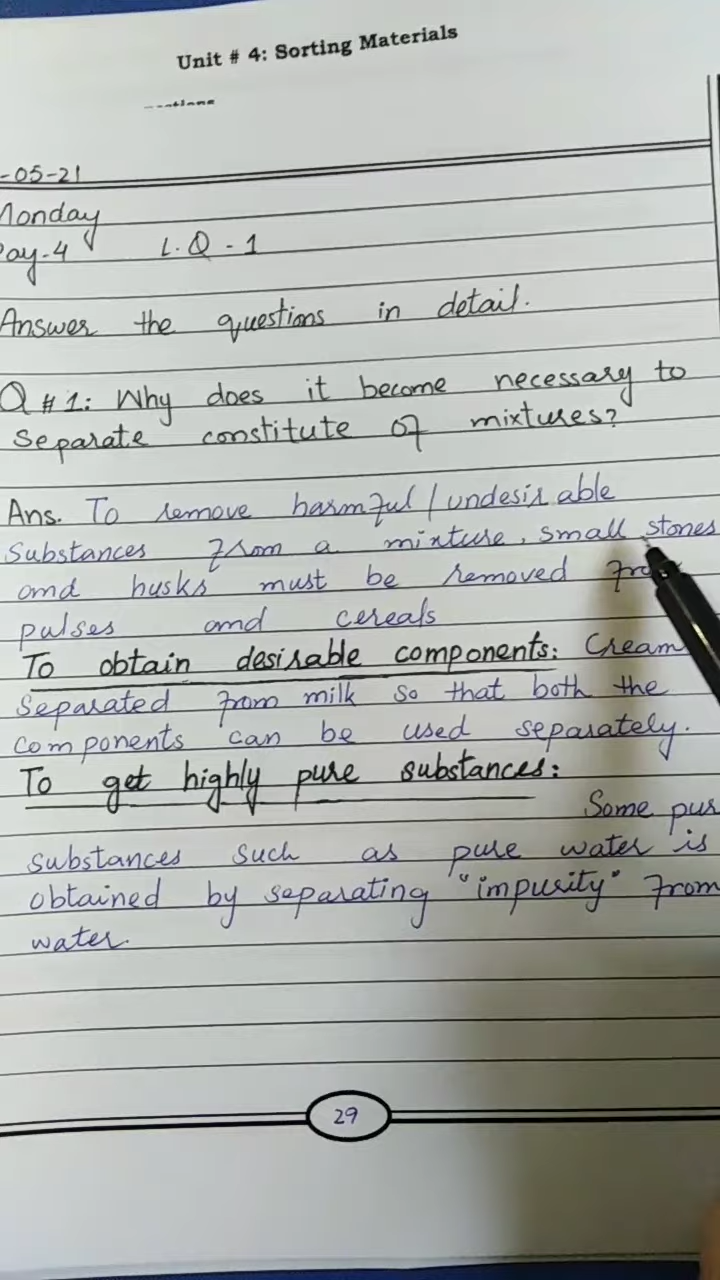 Unit # 4: Sorting Materials
-05-21
Monday
Day-4 L.Q-1
Answer the questions in detail.
Q #1: Why does it become necessary to
separate constitute of mixtures?
Ans. To remove harmful/undesirable
Substances from a mixture, small stones
and husks must be removed from
pulses and cereals
To obtain desirable components: Cream
Separated from milk so that both the
components can be used separately.
To get highly pure substances:
Some pur
substances such as pure water is
obtained by separating "impurity" from
water.
29